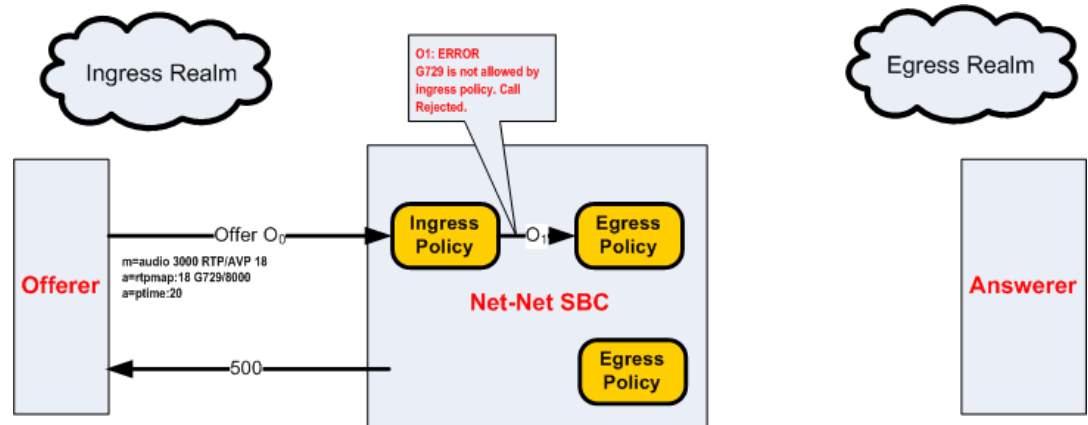 Ingress Realm
Egress Realm
O1: ERROR
G729 is not allowed by
ingress policy. Call
Rejected.
Offerer
Offer O₀
m=audio 3000 RTP/AVP 18
a=rtpmap:18 G729/8000
a=ptime:20
Ingress
Policy
O₁
Egress
Policy
Net-Net SBC
Answerer
500
Egress
Policy